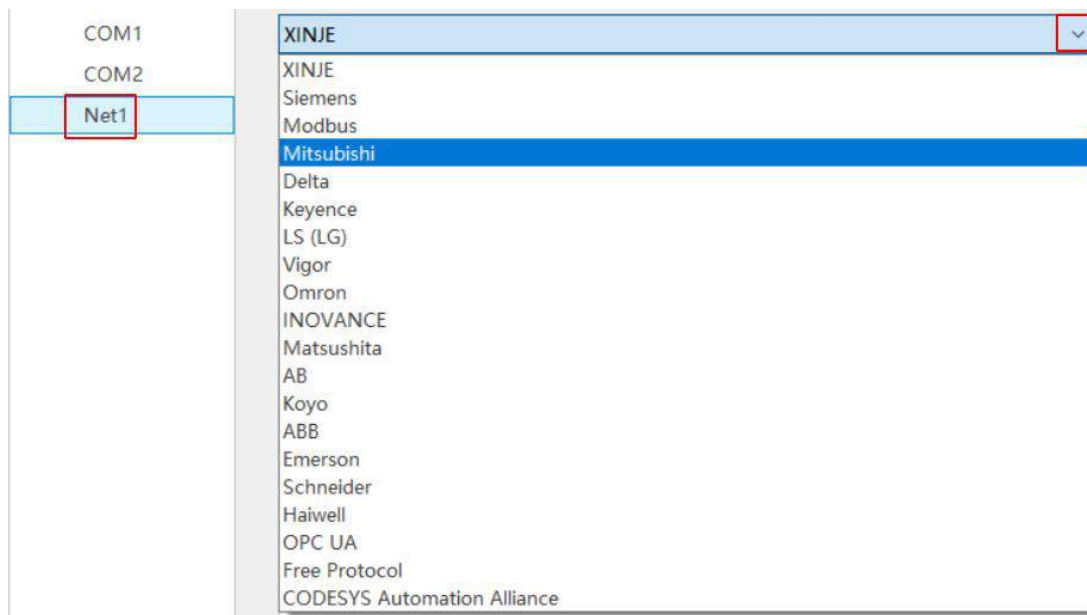 COM1
COM2
Net1
XINJE
XINJE
Siemens
Modbus
Mitsubishi
Delta
Keyence
LS (LG)
Vigor
Omron
INOVANCE
Matsushita
AB
Koyo
ABB
Emerson
Schneider
Haiwell
OPC UA
Free Protocol
CODESYS Automation Alliance